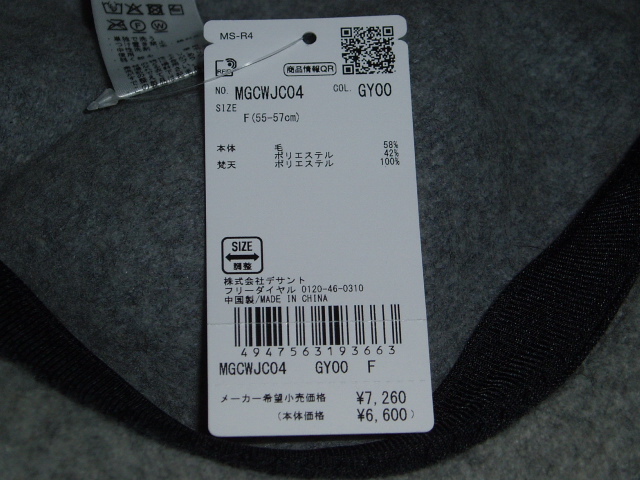 MS-R4
商品情報QR
NO. MGCWJC04 COL. GY00
SIZE
F(55-57cm)
本体 毛 58%
ポリエステル 42%
梵天 ポリエステル 100%
SIZE
調整
株式会社デサント
フリーダイヤル 0120-46-0310
中国製/MADE IN CHINA
4947563193663
MGCWJC04 GY00 F
メーカー希望小売価格 ¥7,260
(本体価格 ¥6,600)